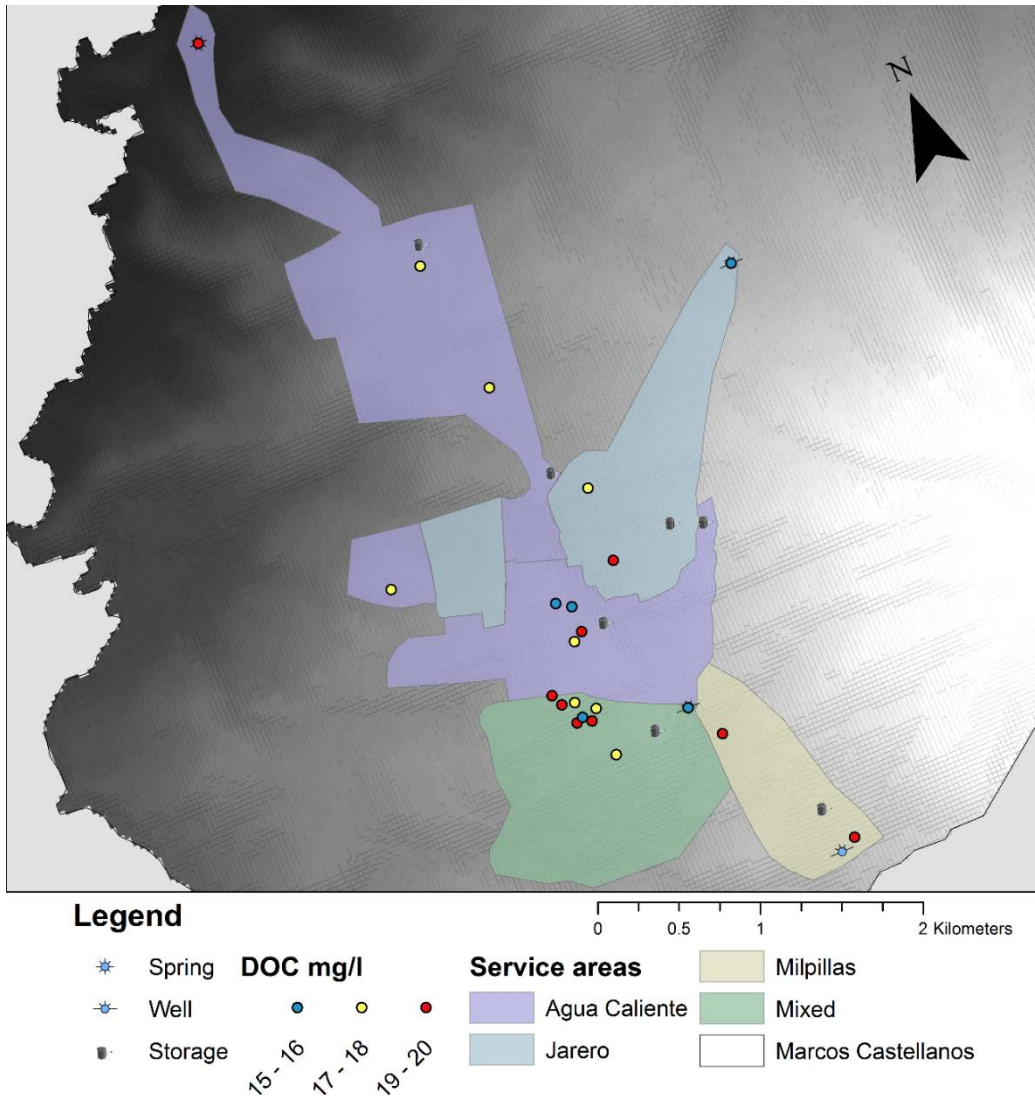 N
Legend
0 0.5 1 2 Kilometers
Spring
Well
Storage
DOC mg/l
15 - 16
17 - 18
19 - 20
Service areas
Agua Caliente
Jarero
Milpillas
Mixed
Marcos Castellanos